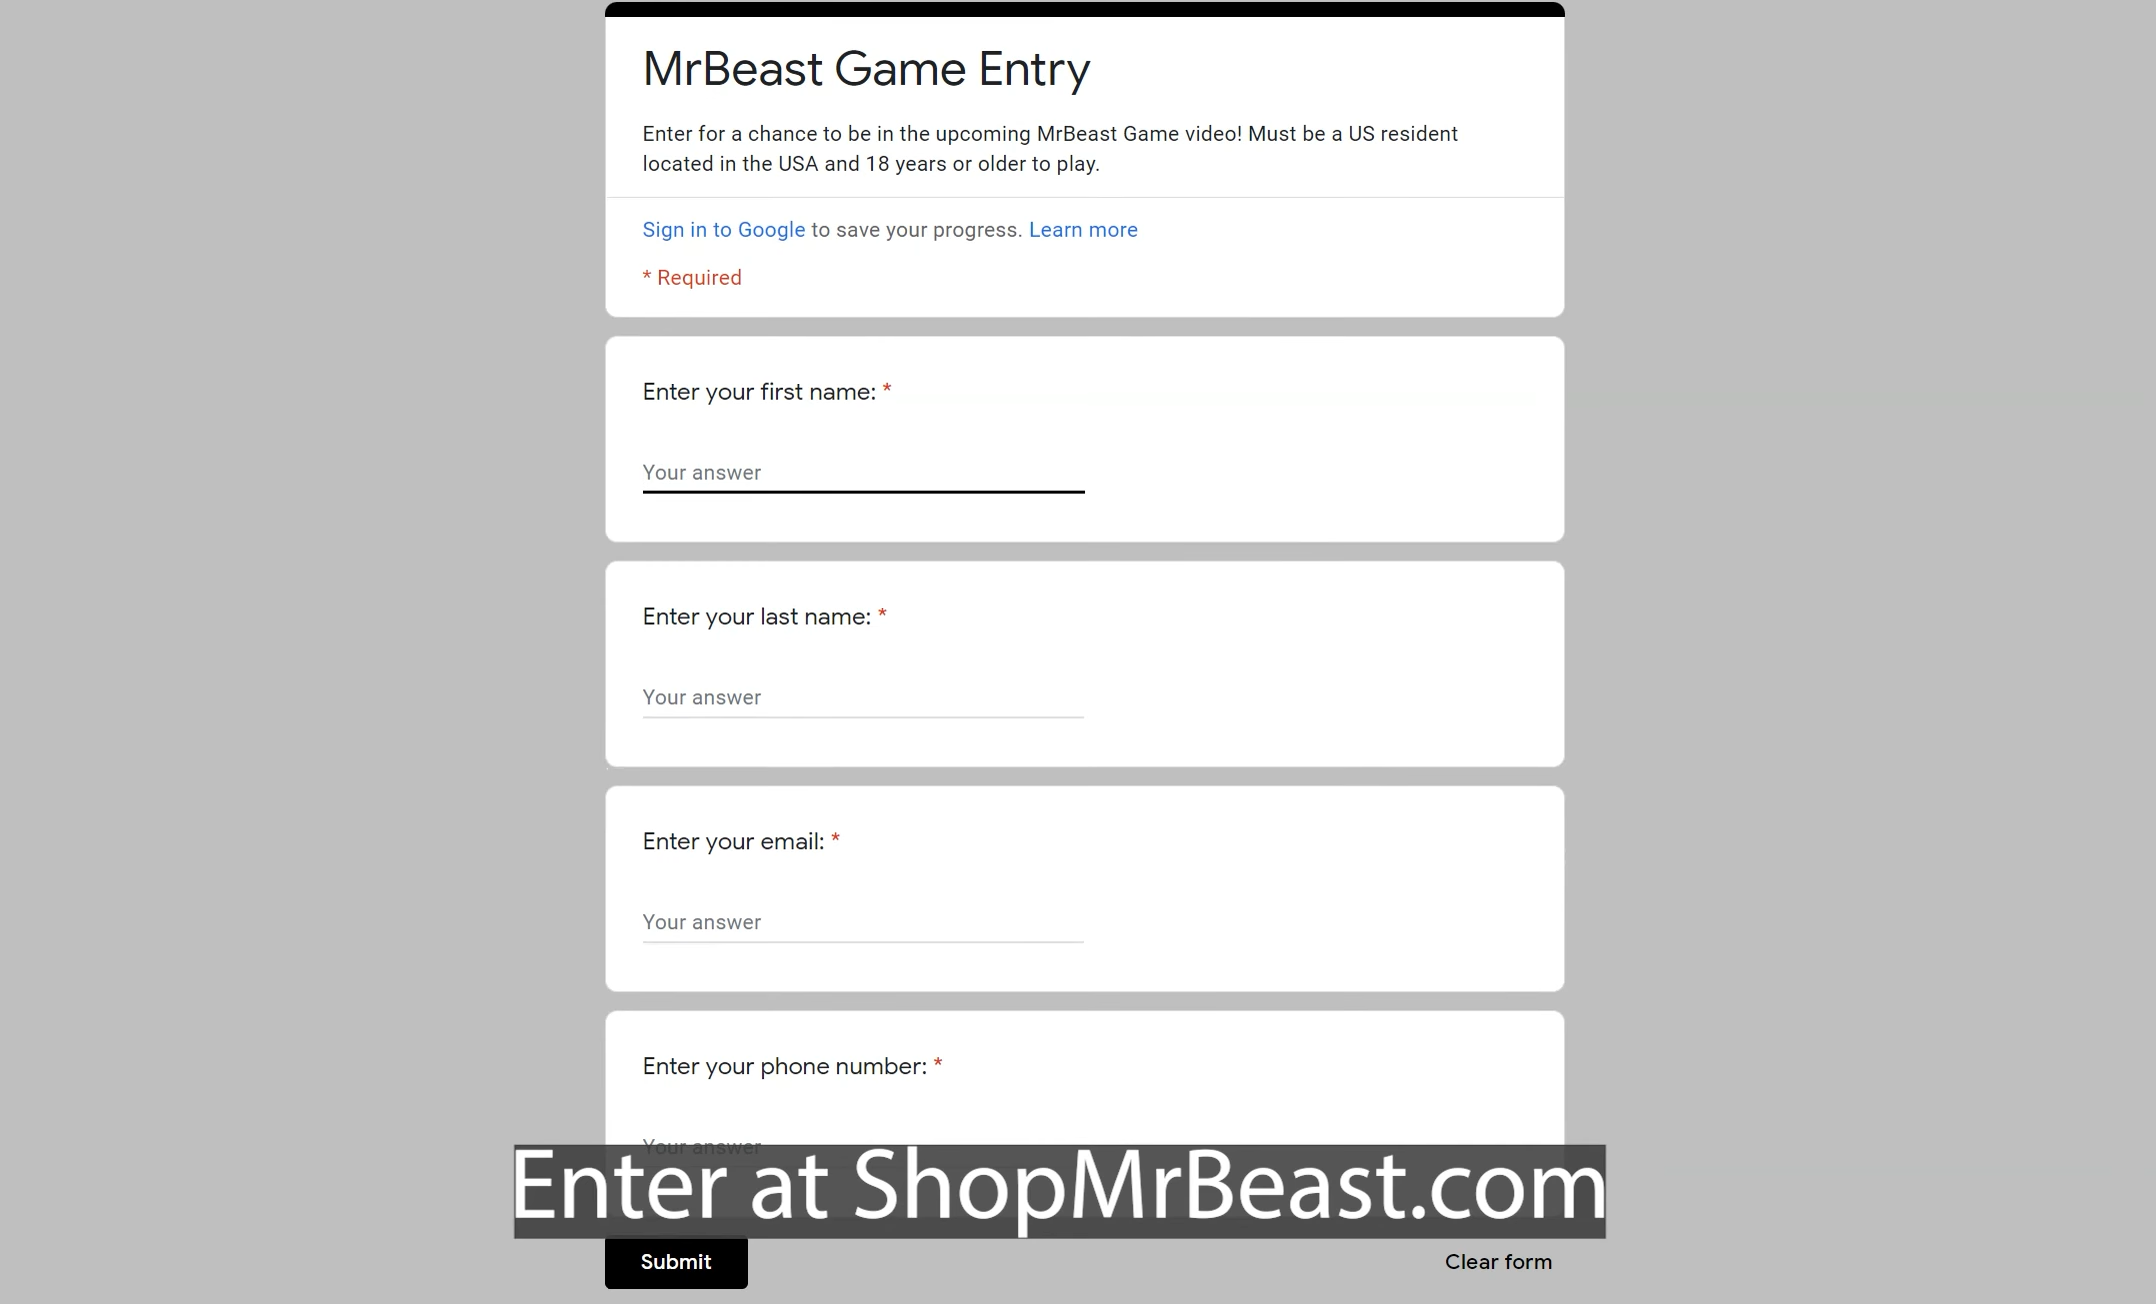 MrBeast Game Entry
Enter for a chance to be in the upcoming MrBeast Game video! Must be a US resident
located in the USA and 18 years or older to play.
Sign in to Google to save your progress. Learn more
* Required
Enter your first name: *
Your answer
Enter your last name: *
Your answer
Enter your email: *
Your answer
Enter your phone number: *
Your answer
Enter at ShopMrBeast.com
Submit
Clear form